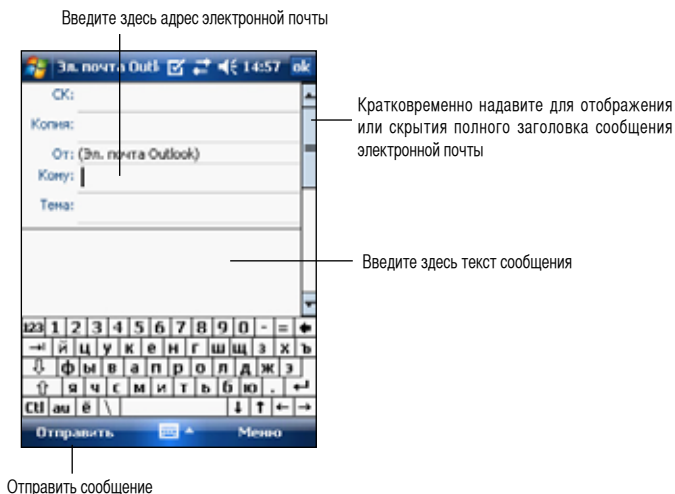 Введите здесь адрес электронной почты
Эл. почта Outl 14:57 ok
СК:
Копия:
От: (Эл. почта Outlook)
Кому:
Тема:
Кратковременно надавите для отображения
или скрытия полного заголовка сообщения
электронной почты
Введите здесь текст сообщения
123 1 2 3 4 5 6 7 8 9 0 - =
й ц у к е н г ш щ з х ъ
ф ы в а п р о л д ж э
я ч с м и т ь б ю .
Ctl au ё \
Отправить Меню
Отправить сообщение